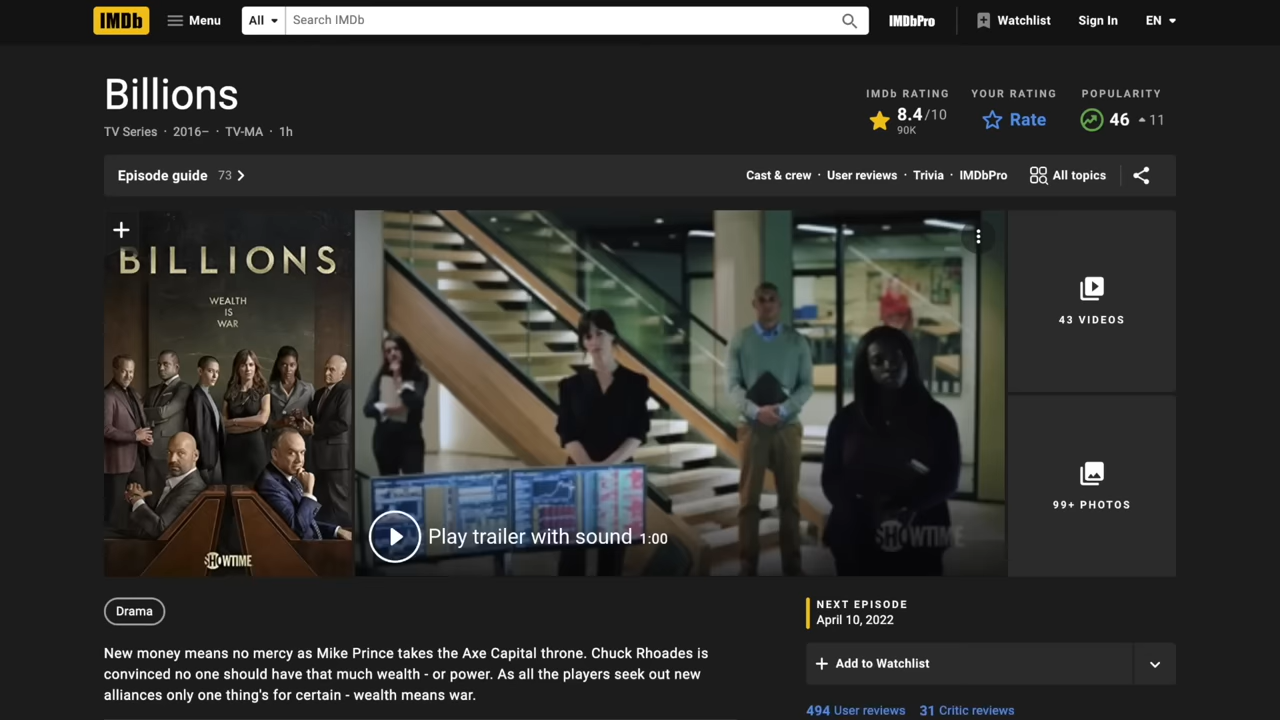 IMDb
Menu
All
Search IMDb
IMDbPro
Watchlist
Sign In
EN
Billions
TV Series · 2016– · TV-MA · 1h
IMDb RATING
8.4/10
90K
YOUR RATING
Rate
POPULARITY
46
11
Episode guide 73
Cast & crew · User reviews · Trivia · IMDbPro
All topics
BILLIONS
WEALTH
IS
WAR
SHOWTIME
Play trailer with sound 1:00
SHOWTIME
43 VIDEOS
99+ PHOTOS
Drama
New money means no mercy as Mike Prince takes the Axe Capital throne. Chuck Rhoades is
convinced no one should have that much wealth - or power. As all the players seek out new
alliances only one thing's for certain - wealth means war.
NEXT EPISODE
April 10, 2022
+ Add to Watchlist
494 User reviews 31 Critic reviews